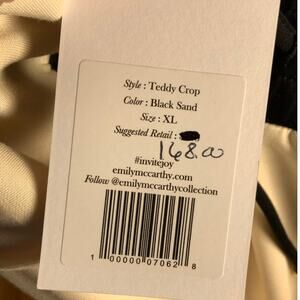 Style : Teddy Crop
Color : Black Sand
Size : XL
Suggested Retail :
168.00
#invitejoy
emilymccarthy.com
Follow @emilymccarthycollection
1 00000 07062 8